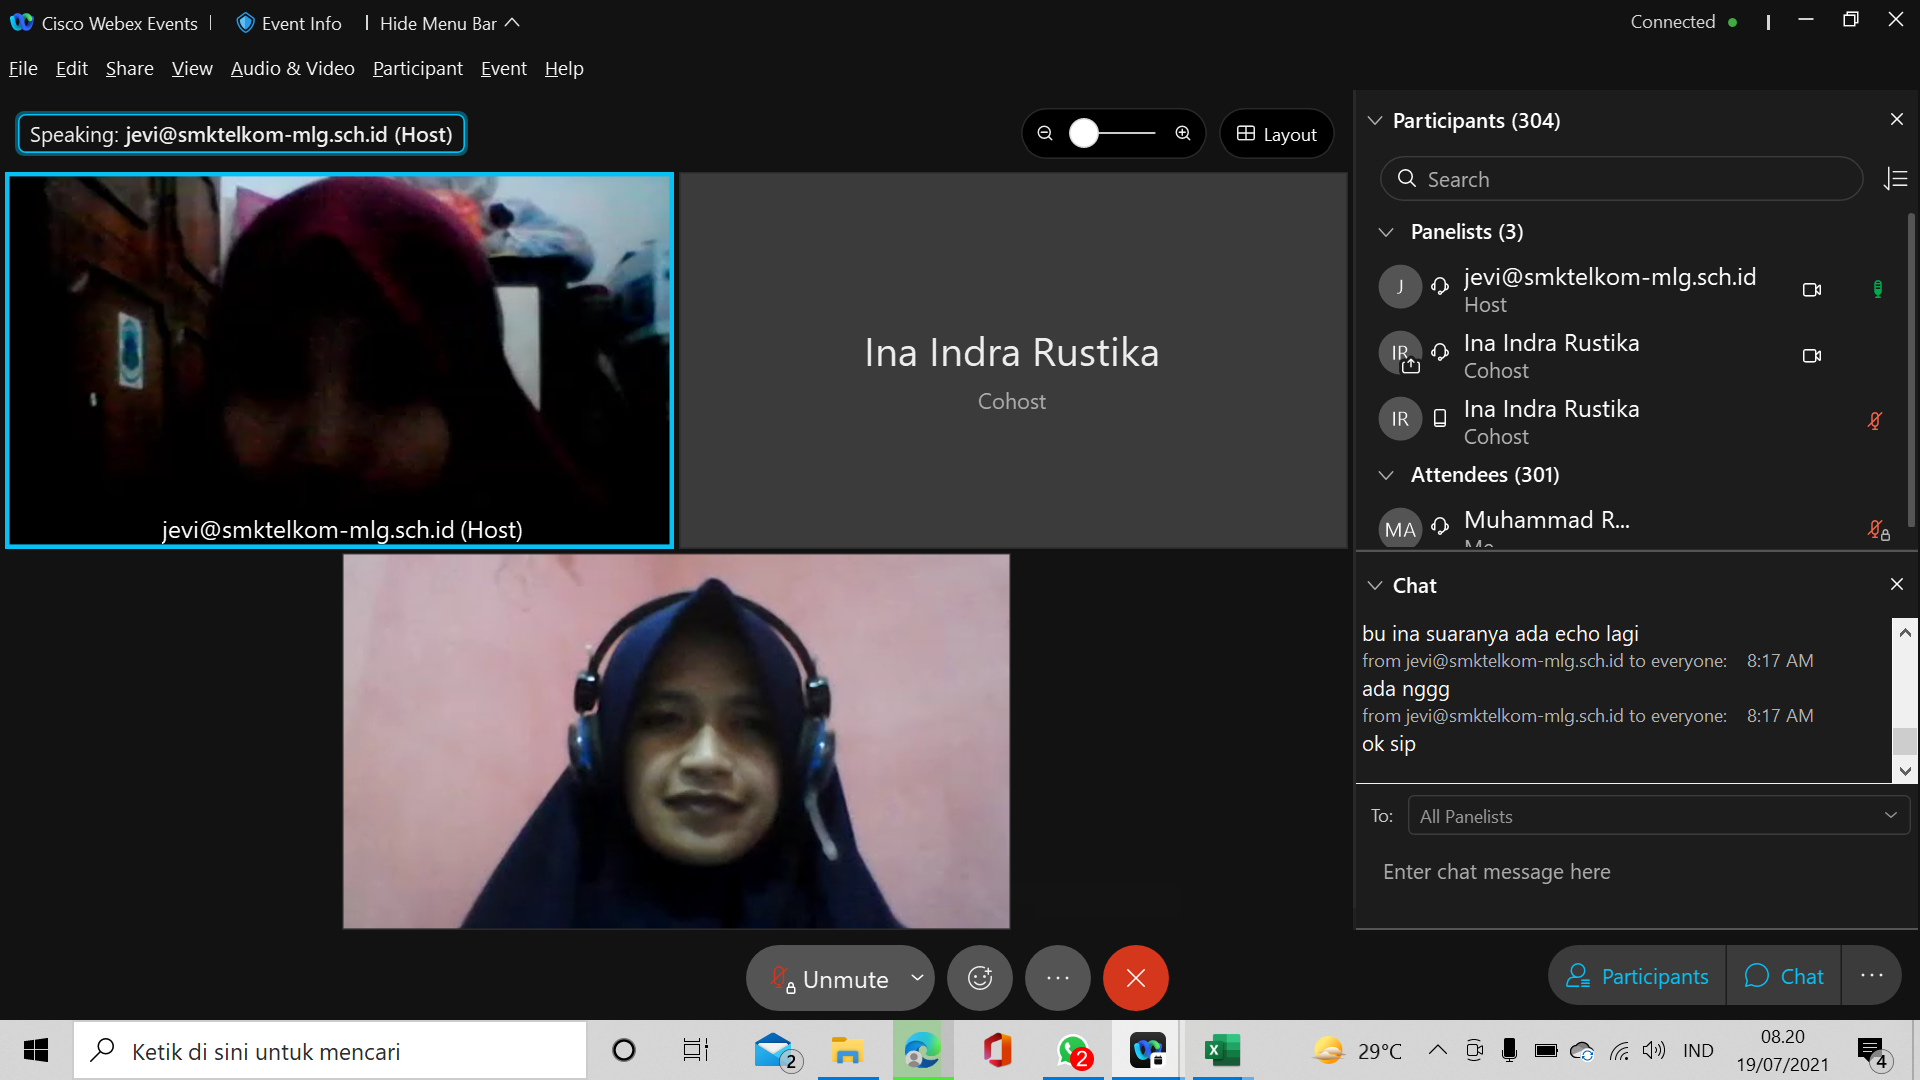 Cisco Webex Events
Event Info
Hide Menu Bar
Connected
File Edit Share View Audio & Video Participant Event Help
Speaking: jevi@smktelkom-mlg.sch.id (Host)
Layout
jevi@smktelkom-mlg.sch.id (Host)
Ina Indra Rustika
Cohost
Participants (304)
Search
Panelists (3)
J
jevi@smktelkom-mlg.sch.id
Host
IR
Ina Indra Rustika
Cohost
IR
Ina Indra Rustika
Cohost
Attendees (301)
MA
Muhammad R...
Me
Chat
bu ina suaranya ada echo lagi
from jevi@smktelkom-mlg.sch.id to everyone: 8:17 AM
ada nggg
from jevi@smktelkom-mlg.sch.id to everyone: 8:17 AM
ok sip
To: All Panelists
Enter chat message here
Unmute
Participants
Chat
Ketik di sini untuk mencari
2
2
29°C
IND
08.20
19/07/2021
4